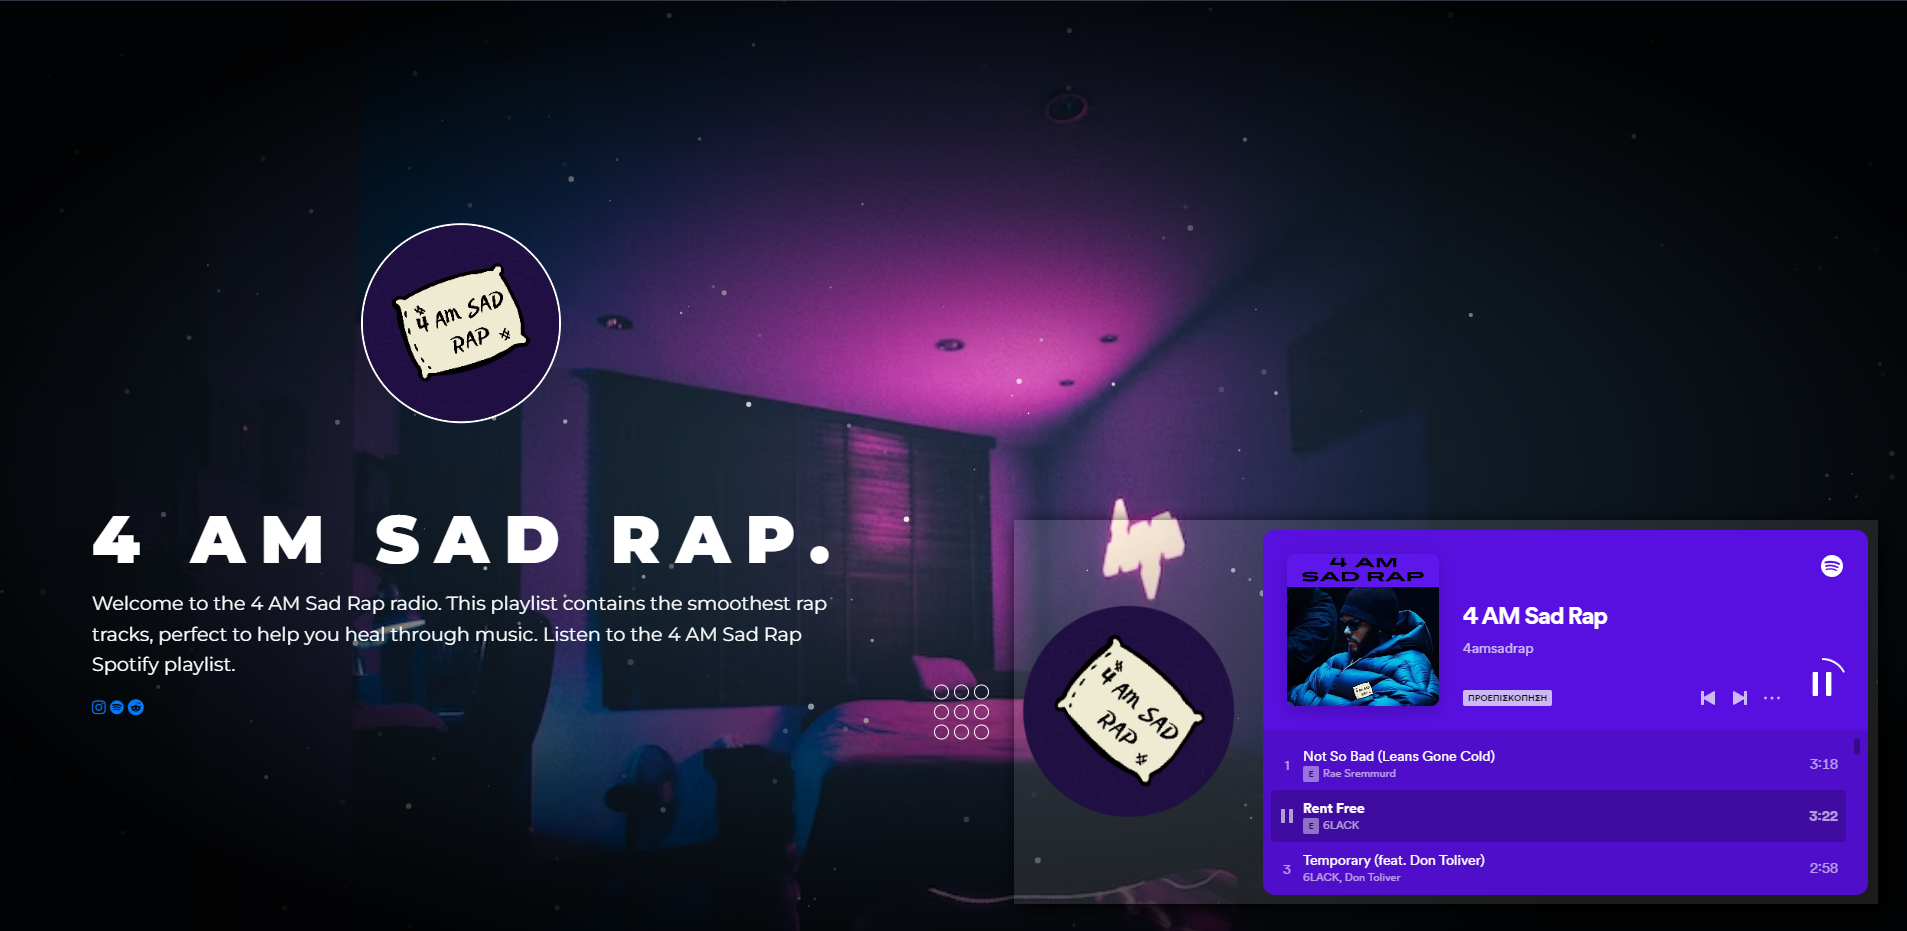 # 4 AM SAD
RAP #
4 AM SAD RAP.
Welcome to the 4 AM Sad Rap radio. This playlist contains the smoothest rap
tracks, perfect to help you heal through music. Listen to the 4 AM Sad Rap
Spotify playlist.
# 4 AM SAD
RAP #
4 AM
SAD RAP
4 AM Sad Rap
4amsadrap
ΠΡΟΕΠΙΣΚΟΠΗΣΗ
1 Not So Bad (Leans Gone Cold) 3:18
E Rae Sremmurd
Rent Free 3:22
E 6LACK
3 Temporary (feat. Don Toliver) 2:58
6LACK, Don Toliver